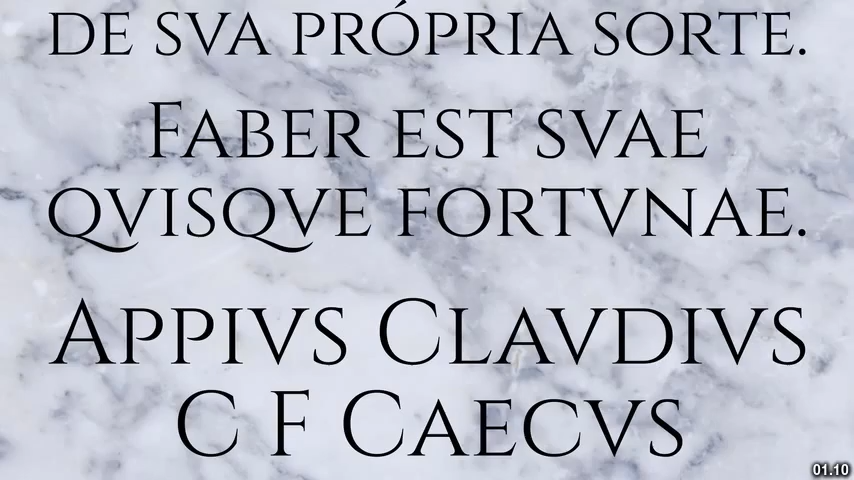 DE SVA PRÓPRIA SORTE.
FABER EST SVAE
QVISQVE FORTVNAE.
APPIVS CLAVDIVS
C F CAECVS
01.10